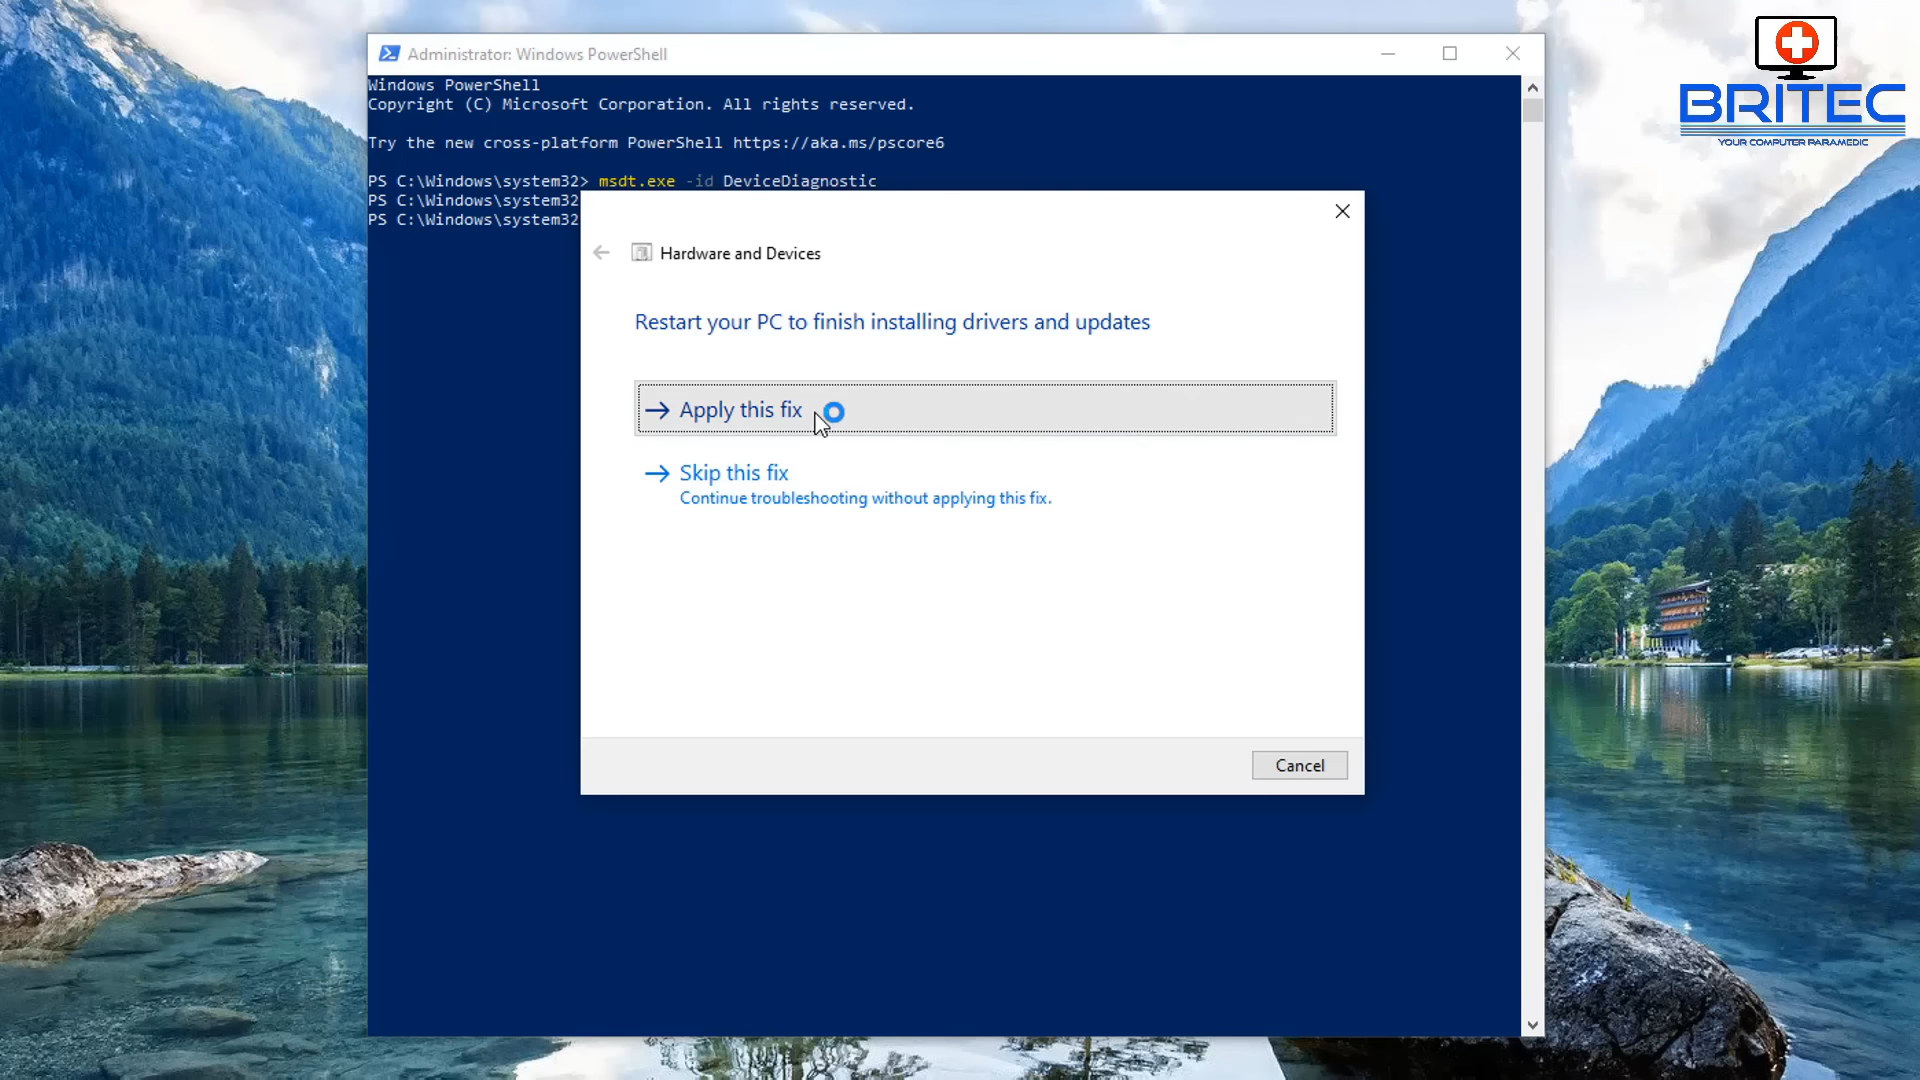 Administrator: Windows PowerShell
Windows PowerShell
Copyright (C) Microsoft Corporation. All rights reserved.
Try the new cross-platform PowerShell https://aka.ms/pscore6
PS C:\Windows\system32> msdt.exe -id DeviceDiagnostic
PS C:\Windows\system32
PS C:\Windows\system32
Hardware and Devices
Restart your PC to finish installing drivers and updates
Apply this fix
Skip this fix
Continue troubleshooting without applying this fix.
Cancel
BRITEC
YOUR COMPUTER PARAMEDIC